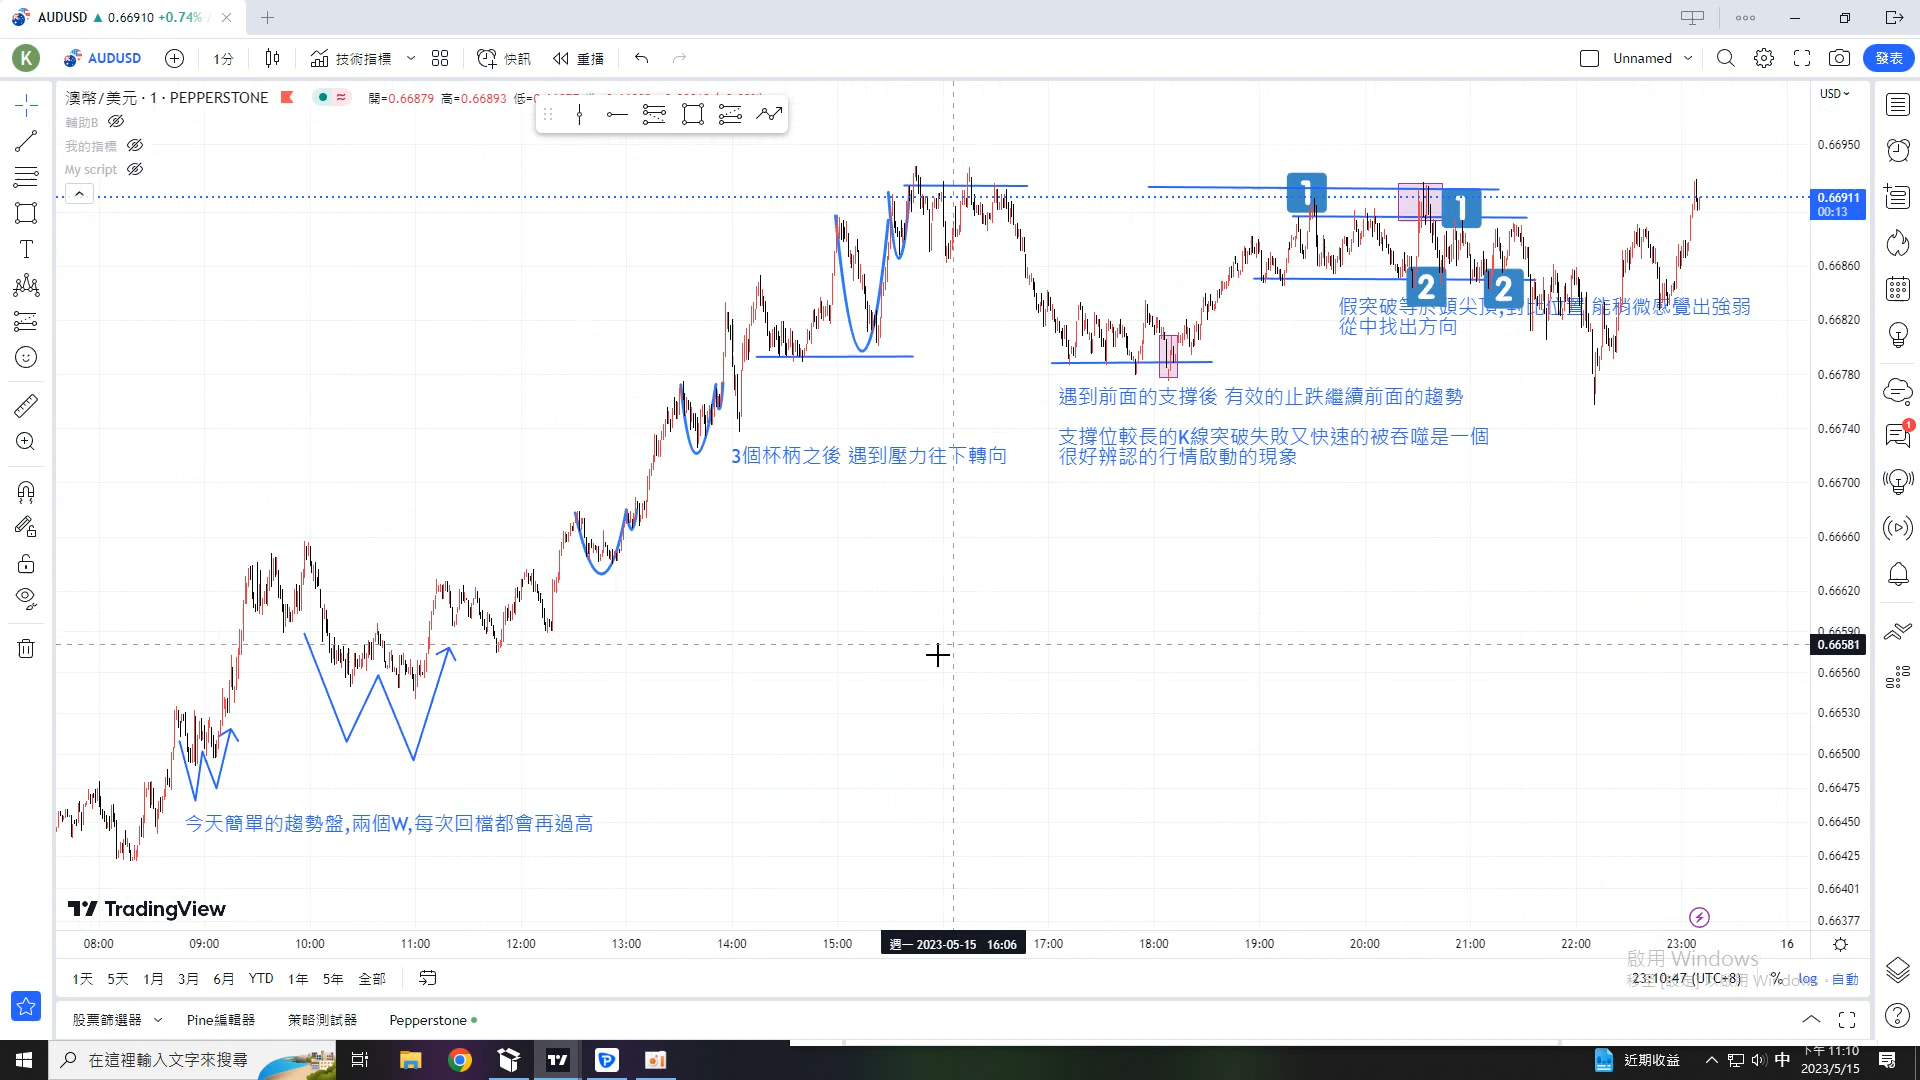 AUDUSD ▲ 0.66910 +0.74%
K AUDUSD 1分 技術指標 快訊 重播 Unnamed 發表
澳幣/美元 · 1 · PEPPERSTONE 開=0.66879 高=0.66893
輔助B
我的指標
My script
USD
0.66950
0.66911
00:13
0.66860
0.66820
0.66780
0.66740
0.66700
0.66660
0.66620
0.66590
0.66581
0.66560
0.66530
0.66500
0.66475
0.66450
0.66425
0.66401
0.66377
1
1
2
2
假突破等於頭尖頂,對比位置,能稍微感覺出強弱
從中找出方向
遇到前面的支撐後 有效的止跌繼續前面的趨勢
支撐位較長的K線突破失敗又快速的被吞噬是一個
很好辨認的行情啟動的現象
3個杯柄之後 遇到壓力往下轉向
今天簡單的趨勢盤,兩個W,每次回檔都會再過高
TradingView
08:00 09:00 10:00 11:00 12:00 13:00 14:00 15:00 週一 2023-05-15 16:06 17:00 18:00 19:00 20:00 21:00 22:00 23:00 16
啟用 Windows
1天 5天 1月 3月 6月 YTD 1年 5年 全部 23:10:47 (UTC+8) % log 自動
股票篩選器 Pine編輯器 策略測試器 Pepperstone
在這裡輸入文字來搜尋 近期收益 中 下午 11:10
2023/5/15